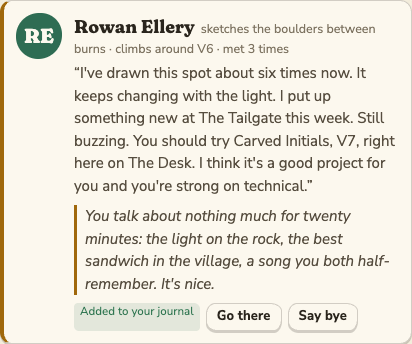 RE
Rowan Ellery sketches the boulders between
burns · climbs around V6 · met 3 times
“I've drawn this spot about six times now. It
keeps changing with the light. I put up
something new at The Tailgate this week. Still
buzzing. You should try Carved Initials, V7, right
here on The Desk. I think it's a good project for
you and you're strong on technical.”
You talk about nothing much for twenty
minutes: the light on the rock, the best
sandwich in the village, a song you both half-
remember. It's nice.
Added to your journal Go there Say bye